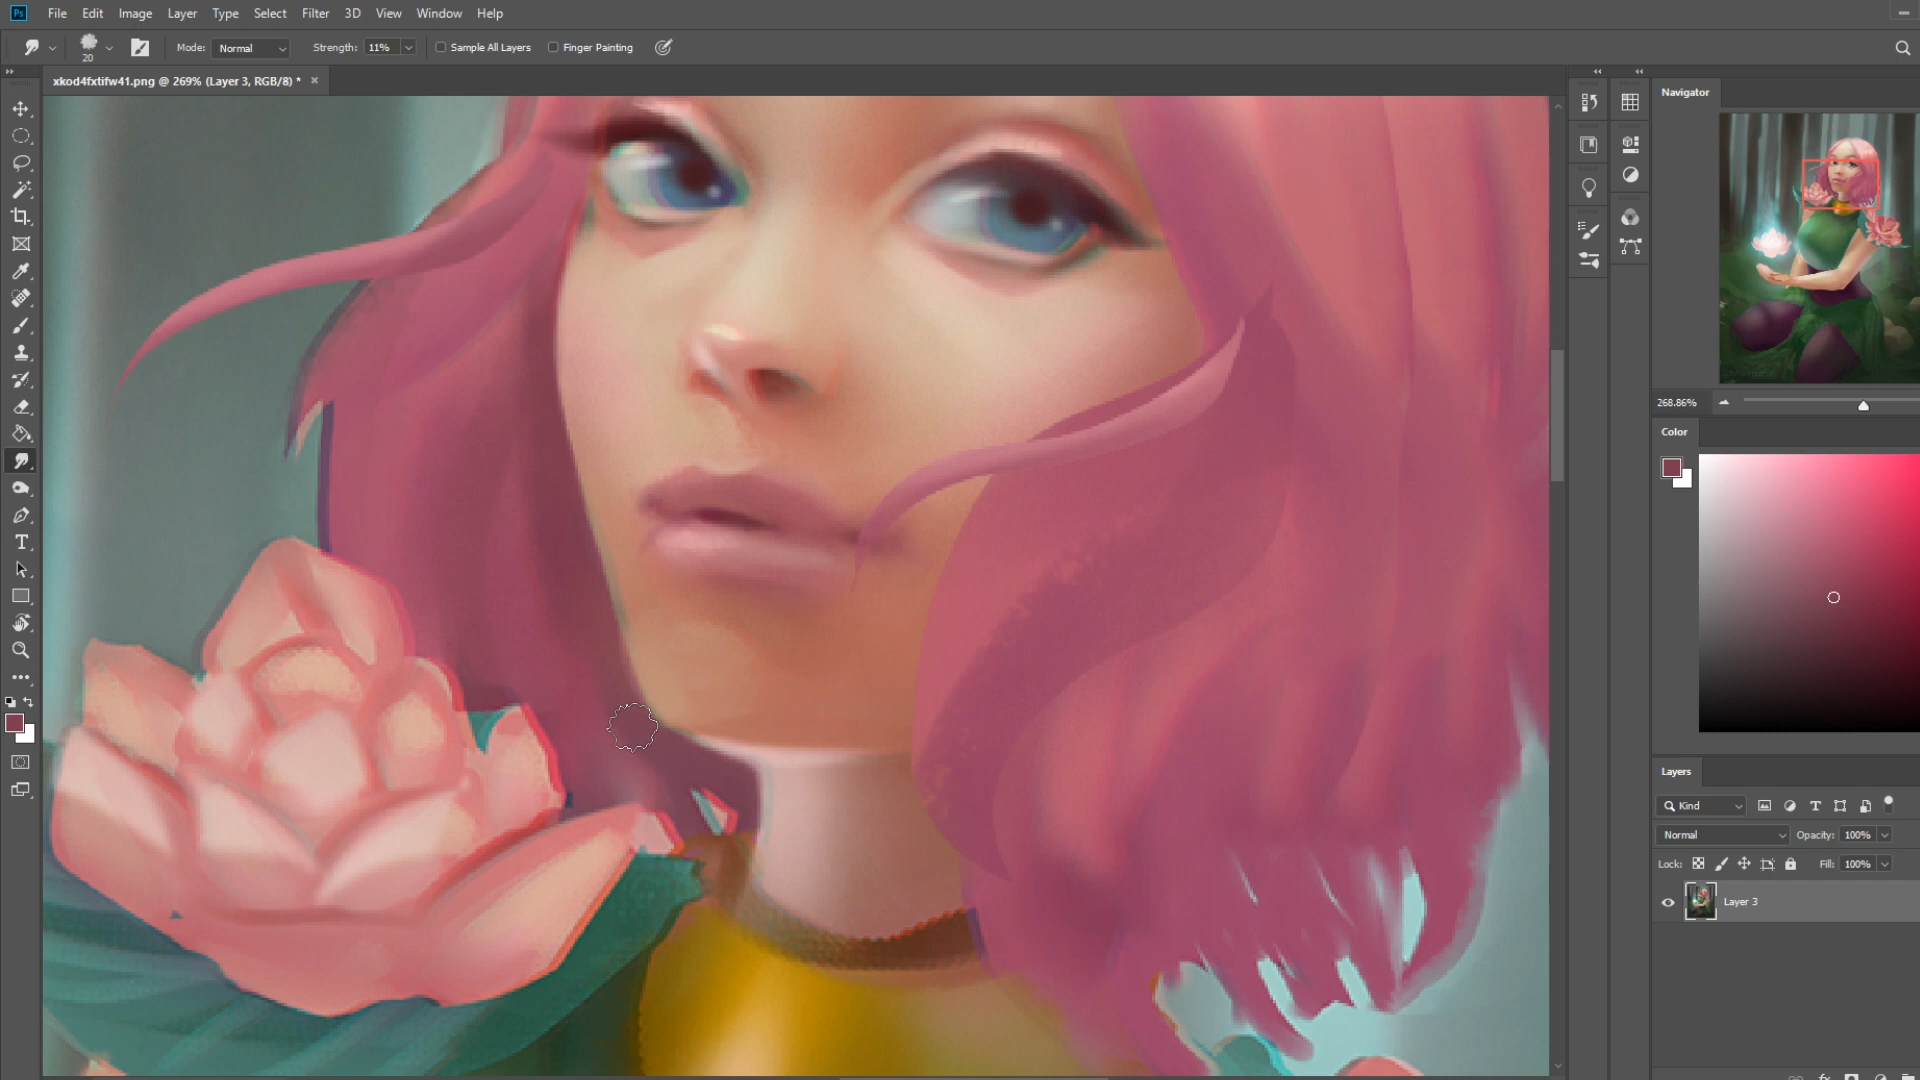 Ps File Edit Image Layer Type Select Filter 3D View Window Help
20 Mode: Normal Strength: 11% Sample All Layers Finger Painting
xkod4fxtifw41.png @ 269% (Layer 3, RGB/8) *
Navigator
268.86%
Color
Layers
Kind
Normal Opacity: 100%
Lock: Fill: 100%
Layer 3